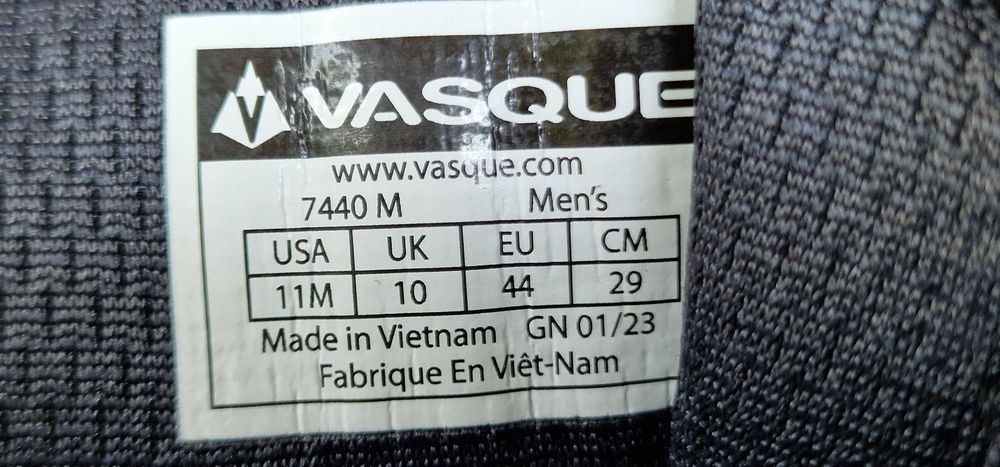 VASQUE
www.vasque.com
7440 M Men's
USA UK EU CM
11M 10 44 29
Made in Vietnam GN 01/23
Fabrique En Viêt-Nam